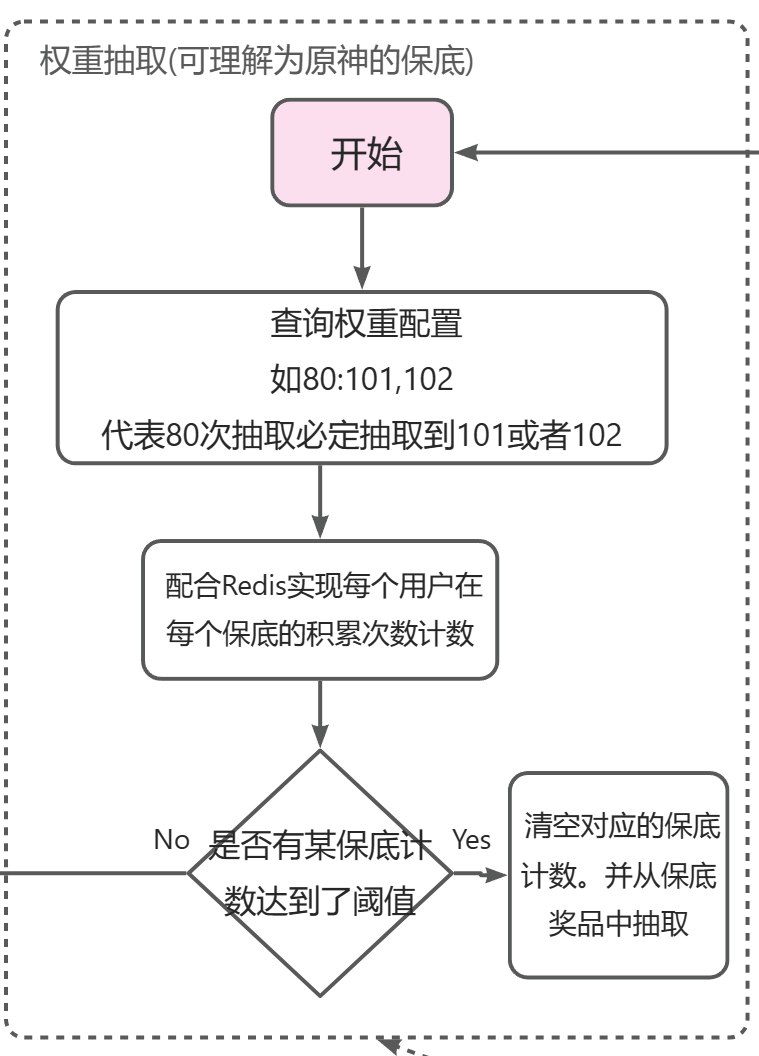 权重抽取(可理解为原神的保底)
开始
查询权重配置
如80:101,102
代表80次抽取必定抽取到101或者102
配合Redis实现每个用户在
每个保底的积累次数计数
No
是否有某保底计
数达到了阈值
Yes
清空对应的保底
计数。并从保底
奖品中抽取